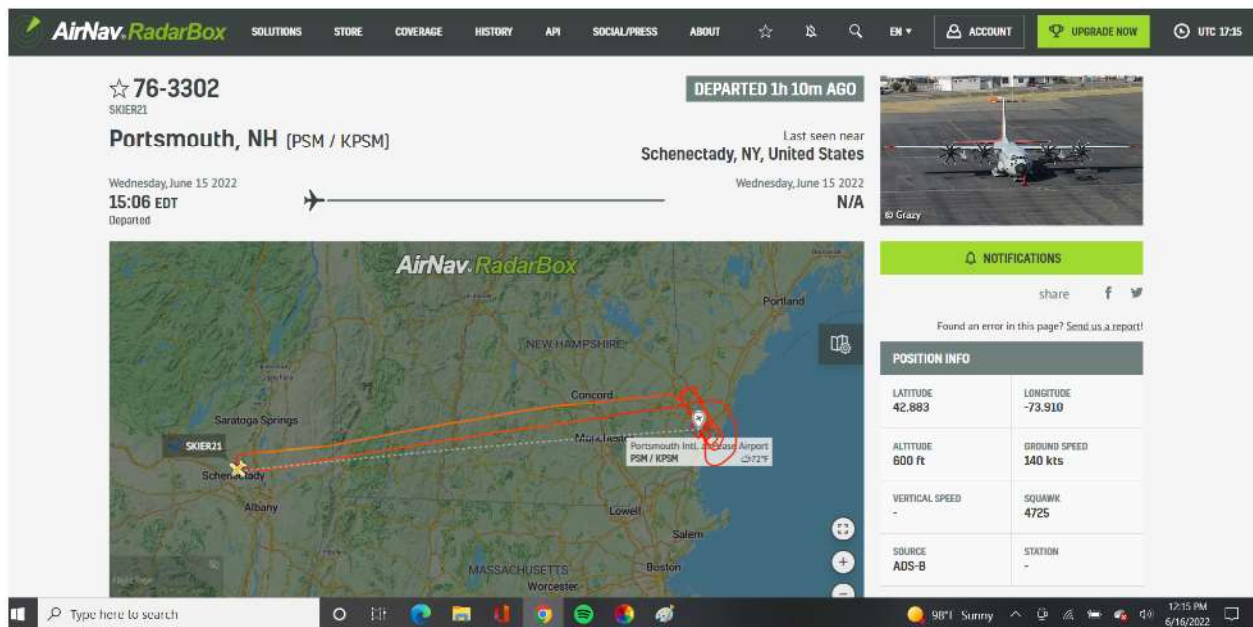 AirNav.RadarBox SOLUTIONS STORE COVERAGE HISTORY API SOCIAL/PRESS ABOUT EN ACCOUNT UPGRADE NOW UTC 17:15
76-3302
SKIER21
DEPARTED 1h 10m AGO
Portsmouth, NH (PSM / KPSM)
Last seen near
Schenectady, NY, United States
Wednesday, June 15 2022
15:06 EDT
Departed
Wednesday, June 15 2022
N/A
© Grazy
NOTIFICATIONS
share
Found an error in this page? Send us a report!
POSITION INFO
LATITUDE
42.883
LONGITUDE
-73.910
ALTITUDE
600 ft
GROUND SPEED
140 kts
VERTICAL SPEED
-
SQUAWK
4725
SOURCE
ADS-B
STATION
-
AirNav.RadarBox
Portland
NEW HAMPSHIRE
Concord
Saratoga Springs
SKIER21
Manchester
Portsmouth Intl. Airport
PSM / KPSM 72°F
Schenectady
Albany
Lowell
Salem
MASSACHUSETTS
Boston
Worcester
Type here to search
98°F Sunny
12:15 PM
6/16/2022